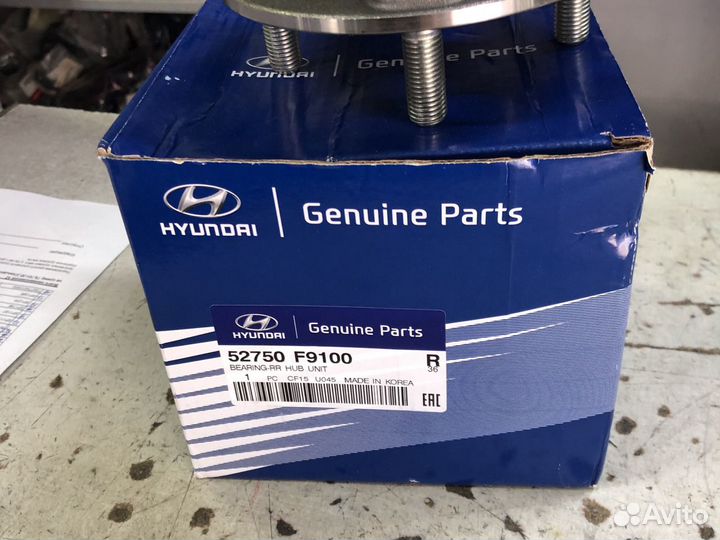 HYUNDAI | Genuine Parts
HYUNDAI | Genuine Parts
HYUNDAI | Genuine Parts
52750 F9100 R
BEARING-RR HUB UNIT 36
1 PC CF15 U045 MADE IN KOREA
EAC
Avito